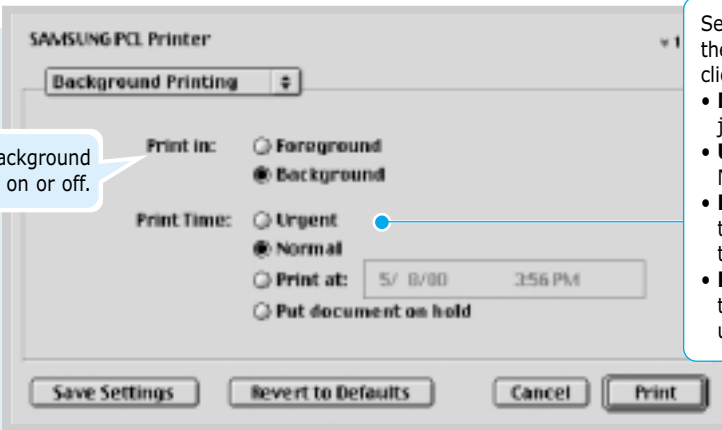 SAMSUNG PCL Printer
v 1
Background Printing
Print in:
Foreground
Background
ackground
on or off.
Print Time:
Urgent
Normal
Print at:
5/ 8/00
3:56 PM
Put document on hold
Save Settings
Revert to Defaults
Cancel
Print
Se
the
clic
•
j
•
N
•
t
t
•
t
u